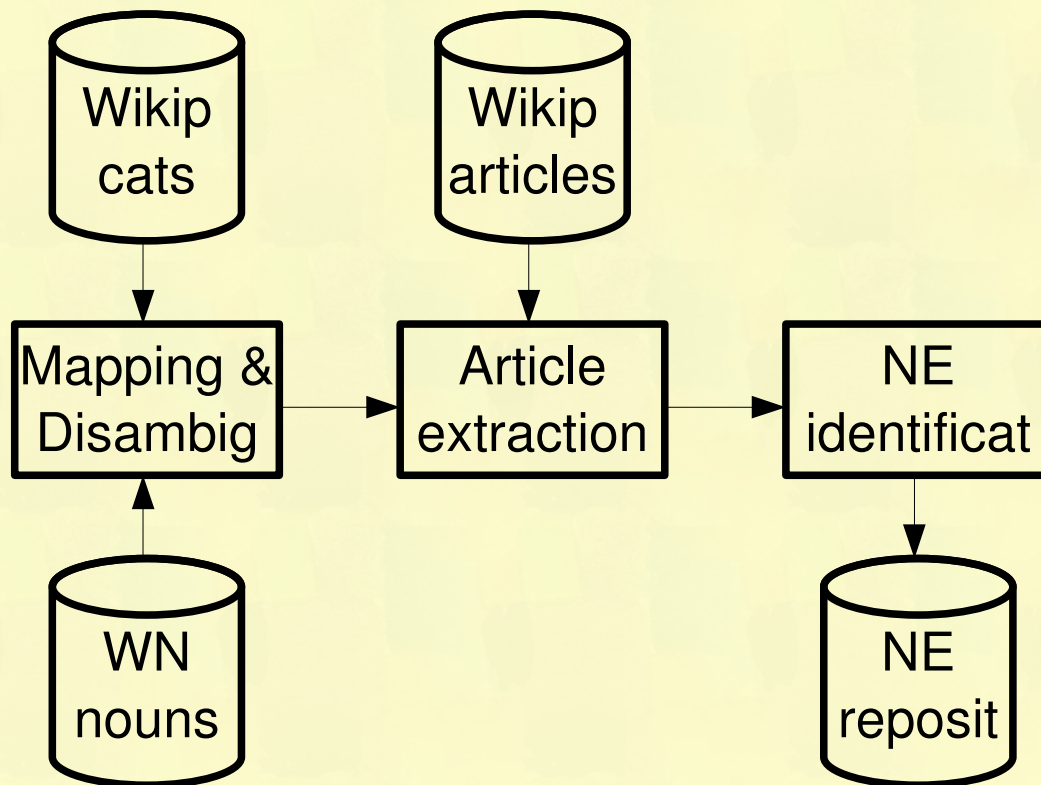 Wikip
cats
Wikip
articles
Mapping &
Disambig
Article
extraction
NE
identificat
WN
nouns
NE
reposit